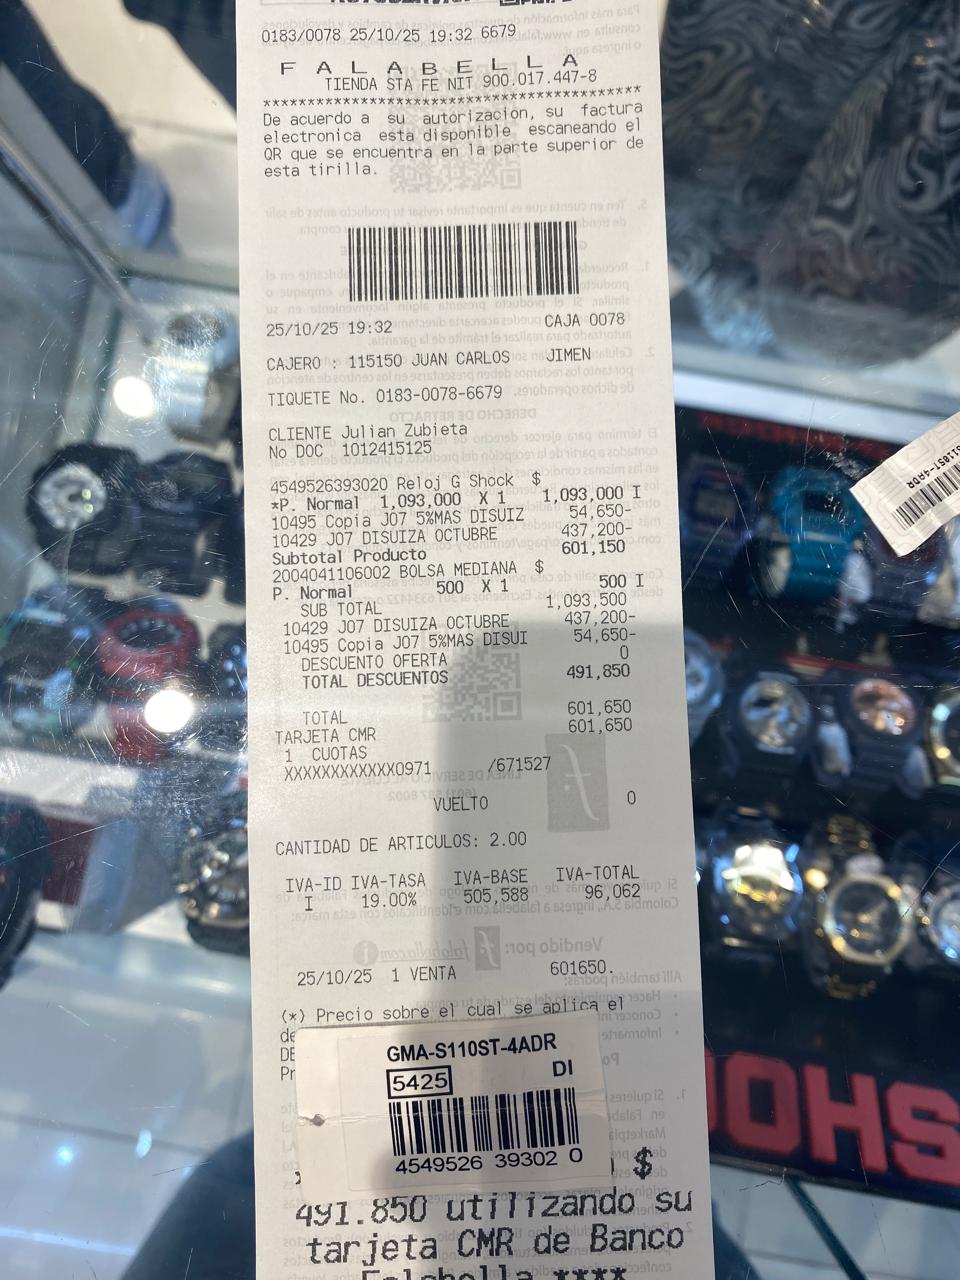 0183/0078 25/10/25 19:32 6679
F A L A B E L L A
TIENDA STA FE NIT 900.017.447-8
******************************************
De acuerdo a su autorizacion, su factura
electronica esta disponible escaneando el
QR que se encuentra en la parte superior de
esta tirilla.
25/10/25 19:32 CAJA 0078
CAJERO : 115150 JUAN CARLOS JIMEN
TIQUETE No. 0183-0078-6679
CLIENTE Julian Zubieta
No DOC 1012415125
4549526393020 Reloj G Shock $
*P. Normal 1,093,000 X 1 1,093,000 I
10495 Copia J07 5%MAS DISUIZ 54,650-
10429 J07 DISUIZA OCTUBRE 437,200-
Subtotal Producto 601,150
2004041106002 BOLSA MEDIANA $
P. Normal 500 X 1 500 I
SUB TOTAL 1,093,500
10429 J07 DISUIZA OCTUBRE 437,200-
10495 Copia J07 5%MAS DISUI 54,650-
DESCUENTO OFERTA 0
TOTAL DESCUENTOS 491,850
TOTAL 601,650
TARJETA CMR 601,650
1 CUOTAS
XXXXXXXXXXXX0971 /671527
VUELTO 0
CANTIDAD DE ARTICULOS: 2.00
IVA-ID IVA-TASA IVA-BASE IVA-TOTAL
I 19.00% 505,588 96,062
25/10/25 1 VENTA 601650.
(*) Precio sobre el cual se aplica el
de
DE
Pr
GMA-S110ST-4ADR
5425 DI
4549526 39302 0
$
491.850 utilizando su
tarjeta CMR de Banco
Falabella ****